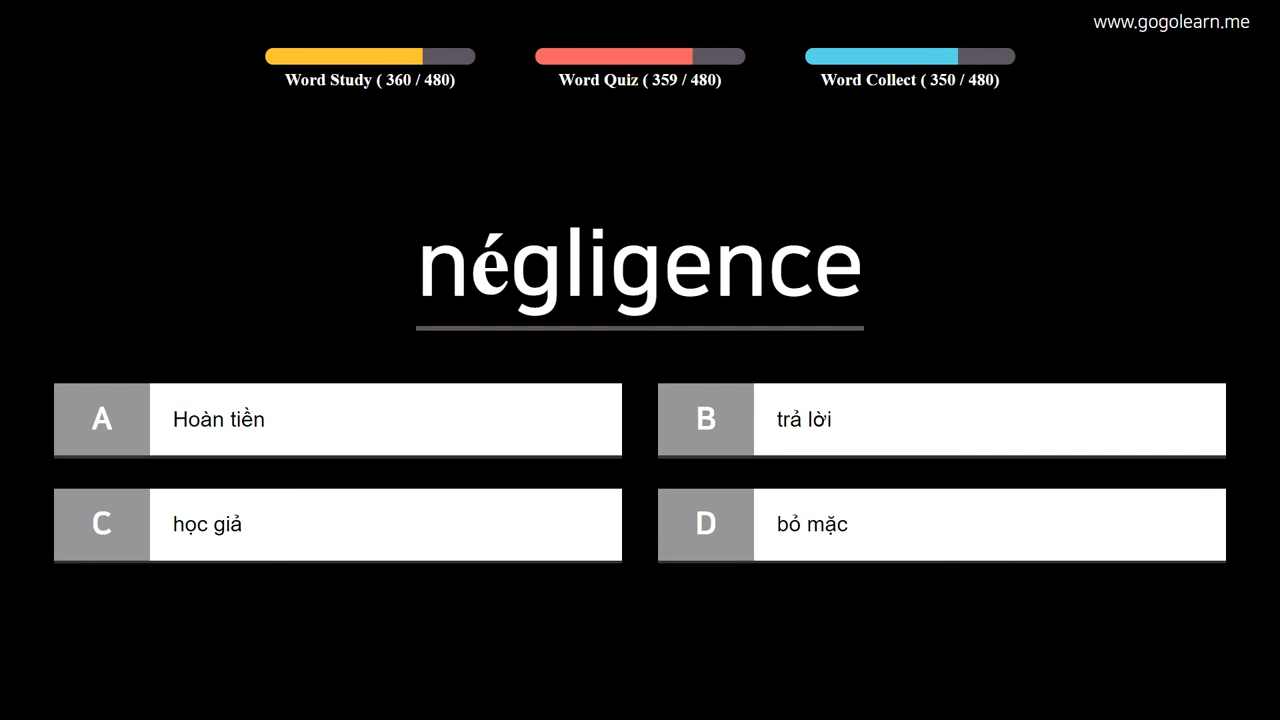 www.gogolearn.me
Word Study ( 360 / 480)
Word Quiz ( 359 / 480)
Word Collect ( 350 / 480)
négligence
A Hoàn tiền
B trả lời
C học giả
D bỏ mặc